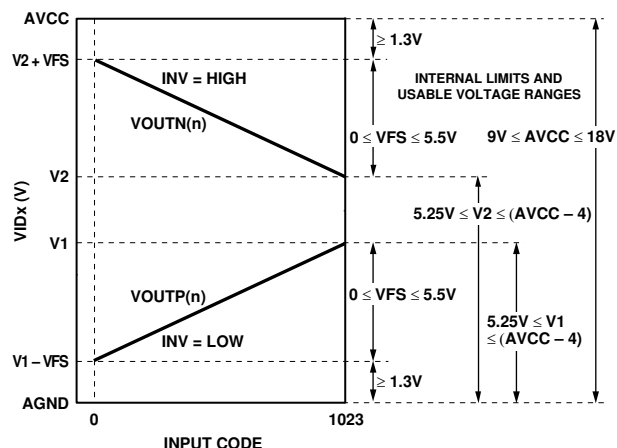 AVCC
≥ 1.3V
V2 + VFS
INV = HIGH
INTERNAL LIMITS AND
USABLE VOLTAGE RANGES
VOUTN(n)
0 ≤ VFS ≤ 5.5V
9V ≤ AVCC ≤ 18V
VIDx (V)
V2
5.25V ≤ V2 ≤ (AVCC – 4)
V1
VOUTP(n)
0 ≤ VFS ≤ 5.5V
5.25V ≤ V1
≤ (AVCC – 4)
INV = LOW
V1 – VFS
≥ 1.3V
AGND
0
1023
INPUT CODE